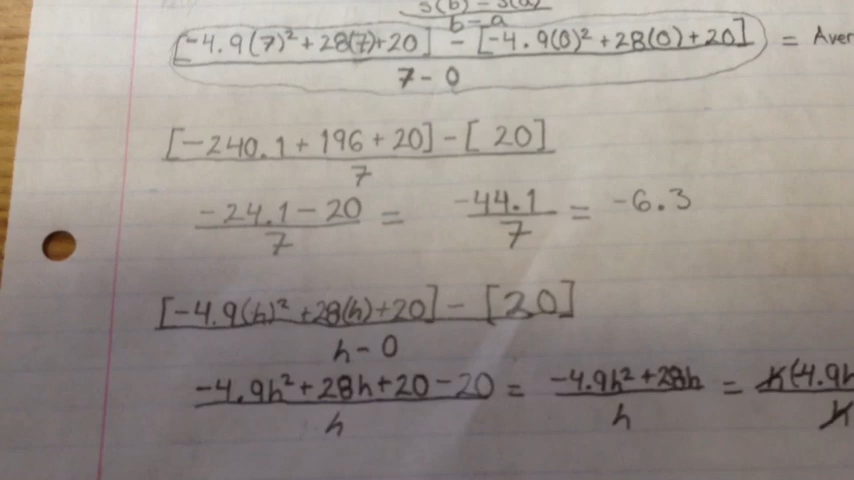 s(b) - s(a)
b - a
[-4.9(7)² + 28(7) + 20] - [-4.9(0)² + 28(0) + 20] = Aver
7 - 0
[-240.1 + 196 + 20] - [20]
7
-24.1 - 20 = -44.1 = -6.3
7 7
[-4.9(h)² + 28(h) + 20] - [20]
h - 0
-4.9h² + 28h + 20 - 20 = -4.9h² + 28h = h(-4.9h
h h h